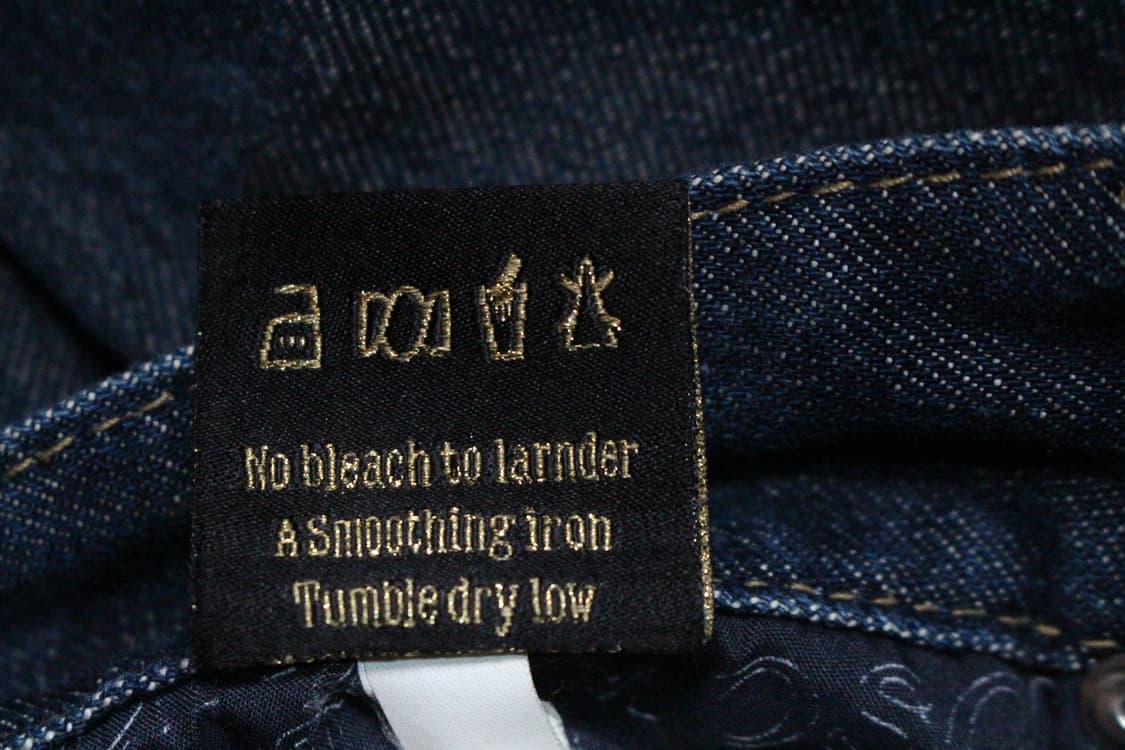 No bleach to larnder
A Smoothing iron
Tumble dry low